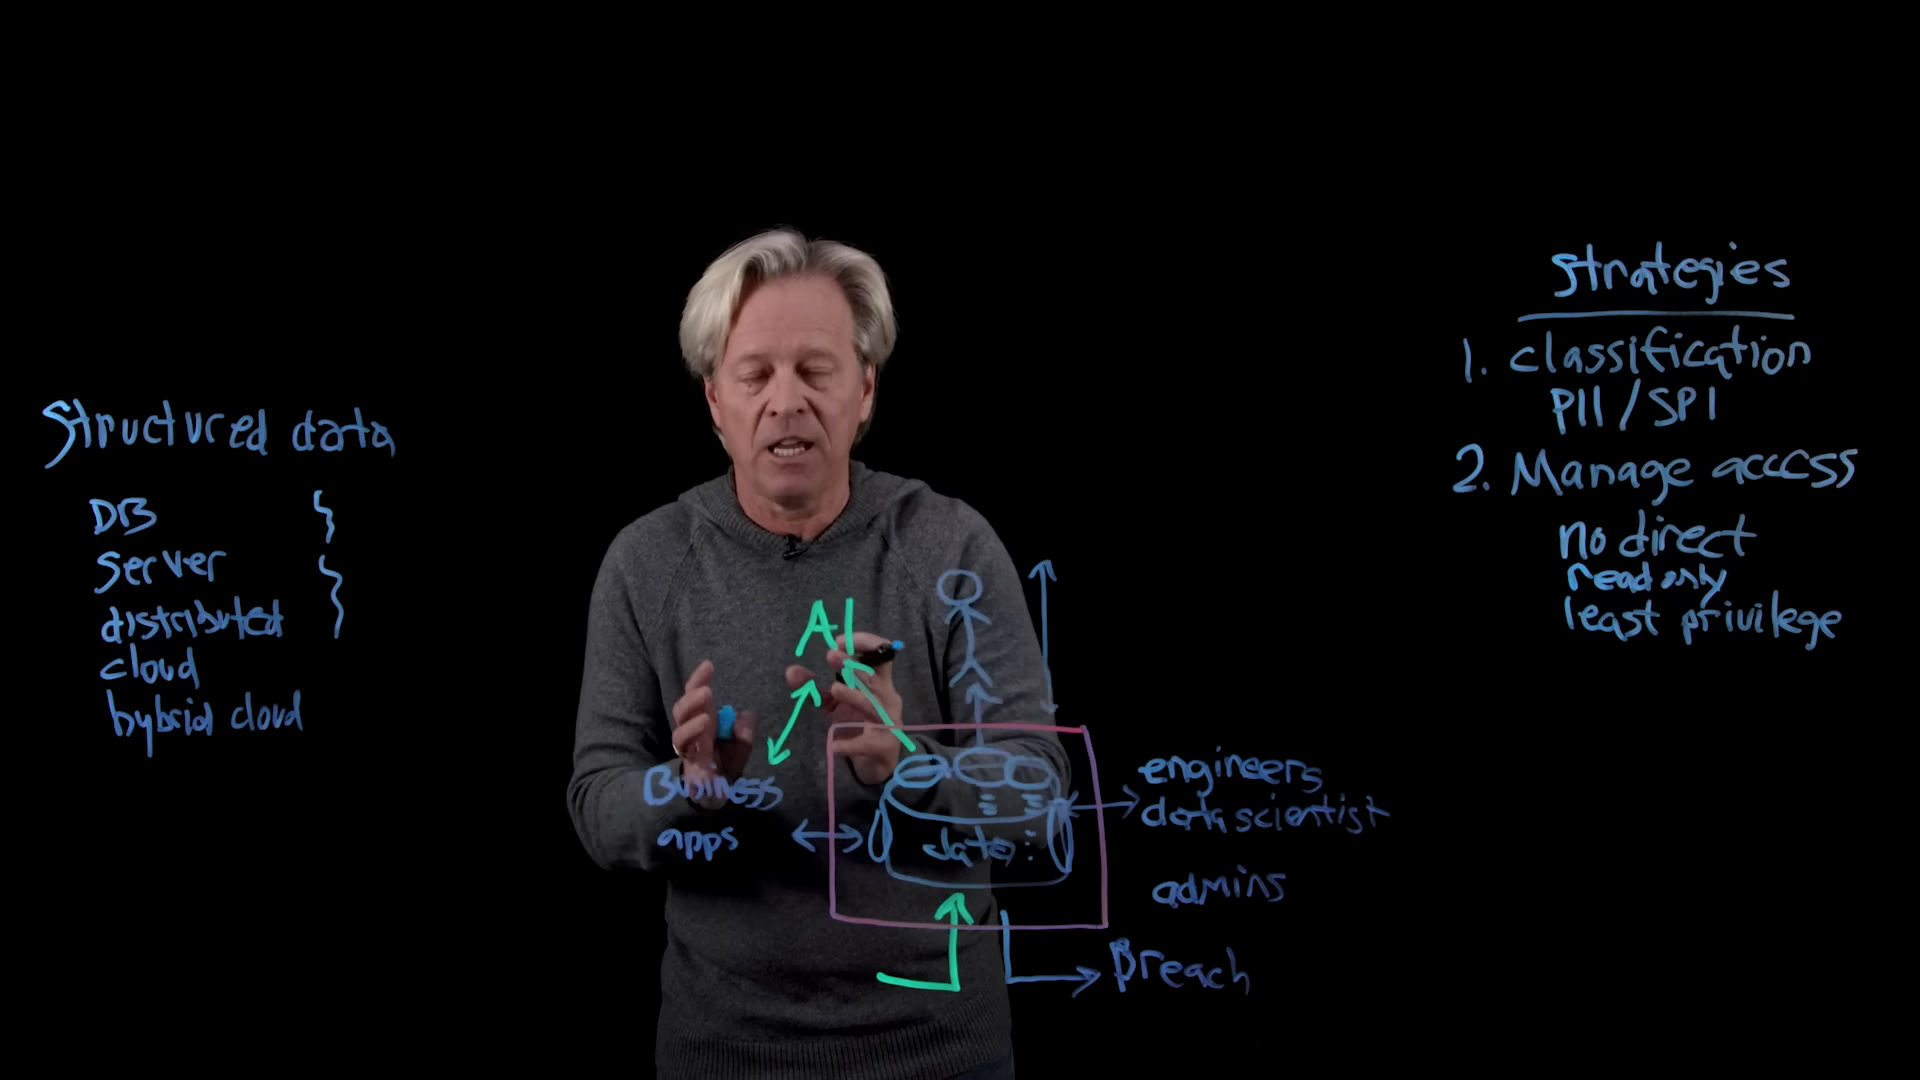 Structured data
DB
Server
distributed
cloud
hybrid cloud
AI
Business
apps
data
engineers
data scientist
admins
Breach
Strategies
1. classification
PII/SPI
2. Manage access
no direct
read only
least privilege